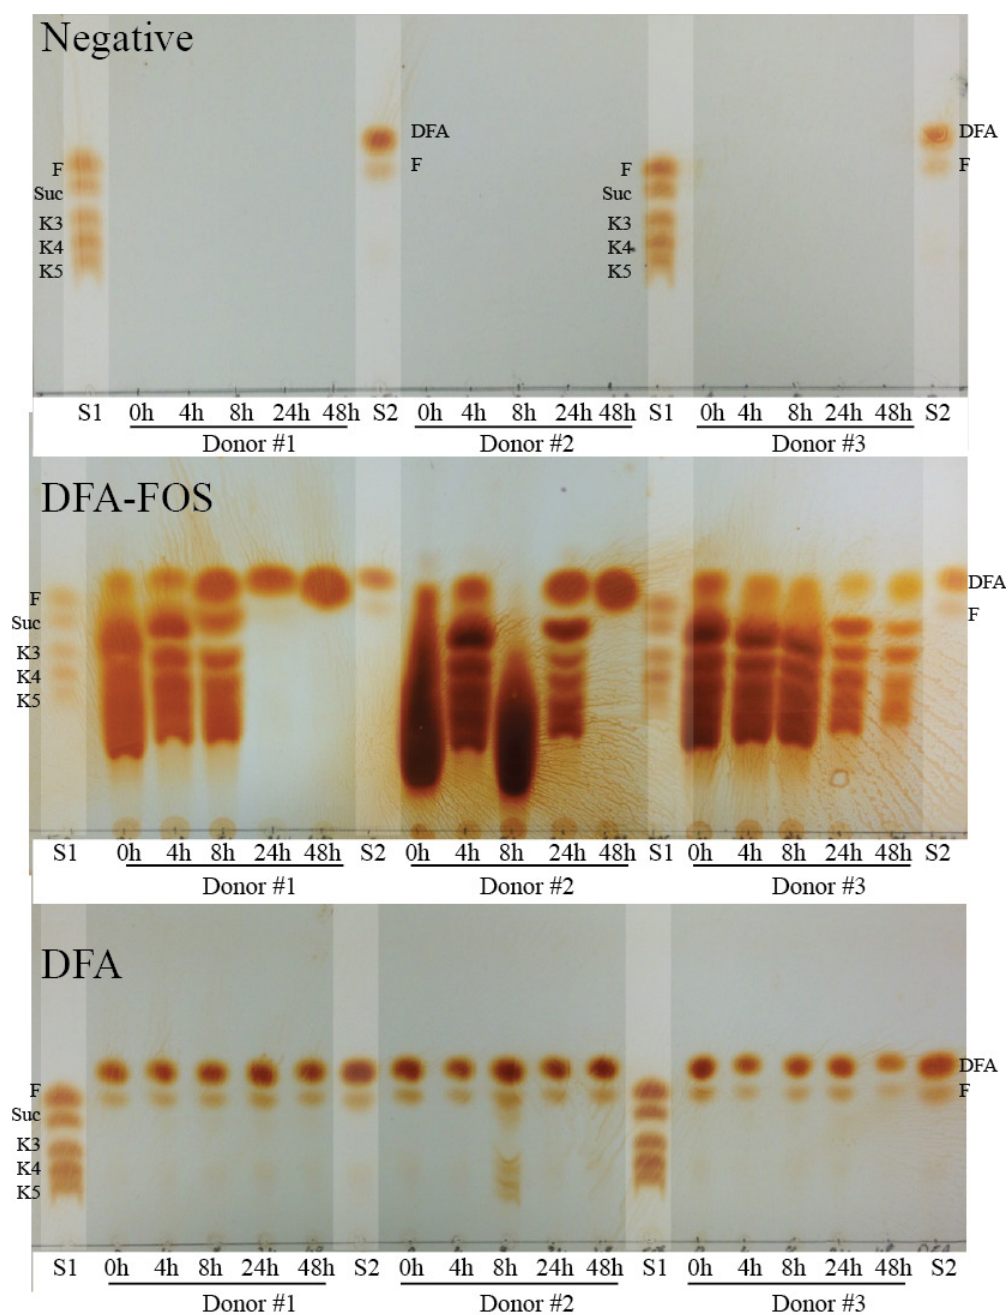 Negative
DFA DFA
F F F F
Suc Suc
K3 K3
K4 K4
K5 K5
S1 0h 4h 8h 24h 48h S2 0h 4h 8h 24h 48h S1 0h 4h 8h 24h 48h S2
Donor #1 Donor #2 Donor #3
DFA-FOS
DFA
F F
Suc
K3
K4
K5
S1 0h 4h 8h 24h 48h S2 0h 4h 8h 24h 48h S1 0h 4h 8h 24h 48h S2
Donor #1 Donor #2 Donor #3
DFA
DFA
F F
Suc
K3
K4
K5
S1 0h 4h 8h 24h 48h S2 0h 4h 8h 24h 48h S1 0h 4h 8h 24h 48h S2
Donor #1 Donor #2 Donor #3